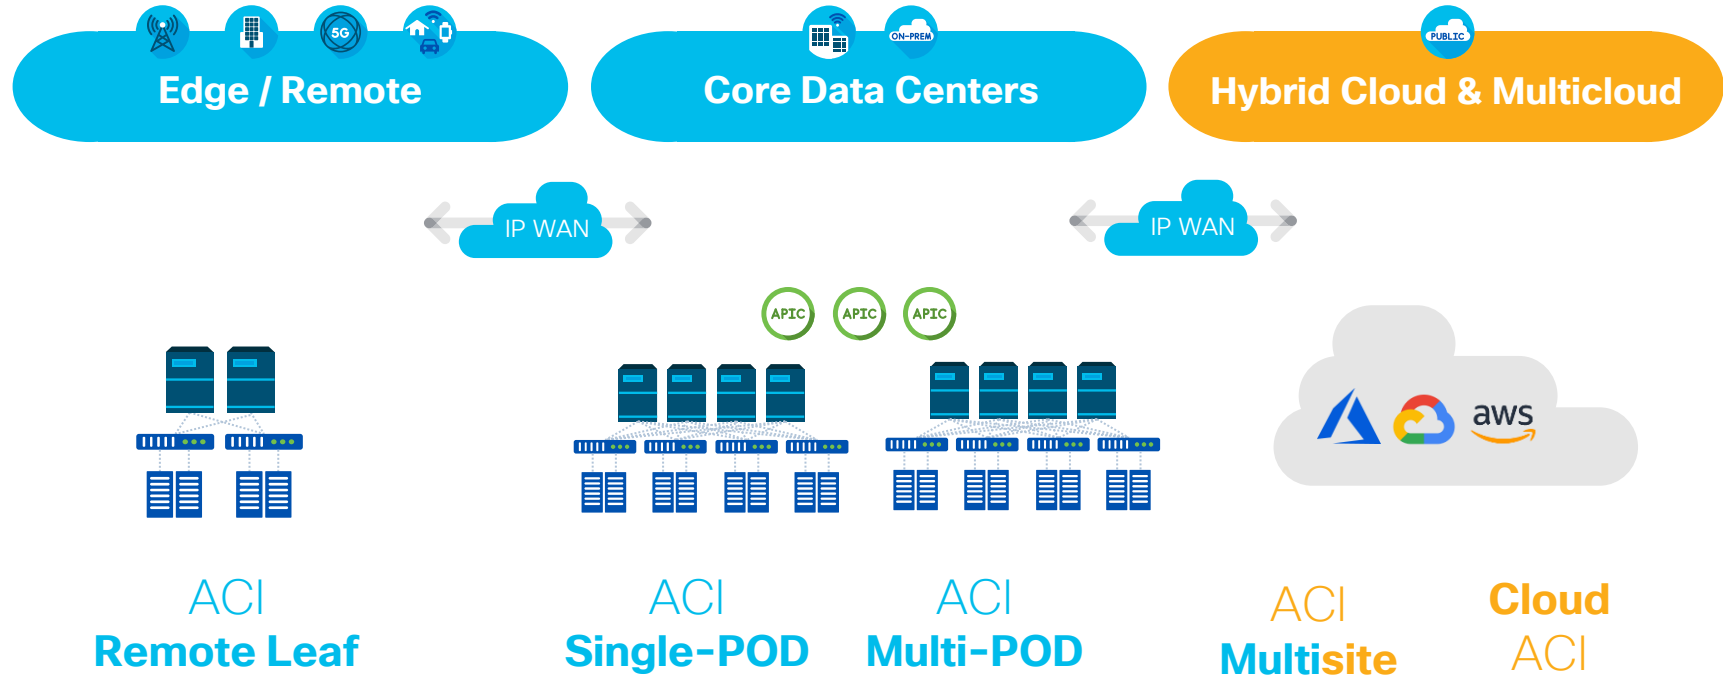 5G
ON-PREM
PUBLIC
Edge / Remote
Core Data Centers
Hybrid Cloud & Multicloud
IP WAN
IP WAN
APIC
APIC
APIC
aws
ACI
Remote Leaf
ACI
Single-POD
ACI
Multi-POD
ACI
Multisite
Cloud
ACI